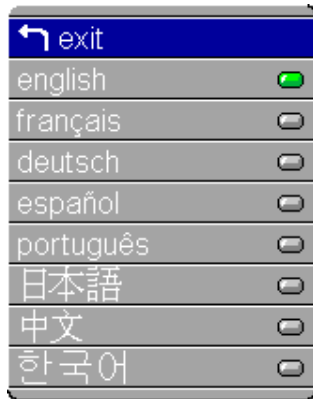 exit
english
français
deutsch
español
português
日本語
中文
한국어